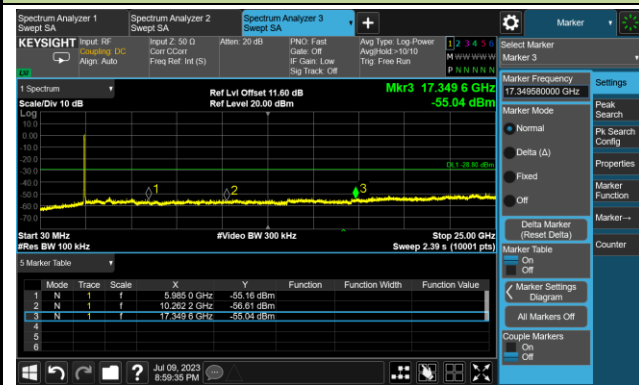 Spectrum Analyzer 1
Swept SA
Spectrum Analyzer 2
Swept SA
Spectrum Analyzer 3
Swept SA
+
Marker
KEYSIGHT
Input: RF
Coupling: DC
Align: Auto
Input Z: 50 Ω
Corr CCorr
Freq Ref: Int (S)
Atten: 20 dB
PNO: Fast
Gate: Off
IF Gain: Low
Sig Track: Off
Avg Type: Log-Power
Avg|Hold:>10/10
Trig: Free Run
1 2 3 4 5 6
M W W W W W
P N N N N N
Select Marker
Marker 3
1 Spectrum
Scale/Div 10 dB
Log
Ref Lvl Offset 11.60 dB
Ref Level 20.00 dBm
Mkr3 17.349 6 GHz
-55.04 dBm
10.0
0.00
-10.0
-20.0
-30.0
-40.0
-50.0
-60.0
-70.0
DL1 -28.80 dBm
1
2
3
Start 30 MHz
#Res BW 100 kHz
#Video BW 300 kHz
Stop 25.00 GHz
Sweep 2.39 s (10001 pts)
5 Marker Table
Mode Trace Scale X Y Function Function Width Function Value
1 N 1 f 5.985 0 GHz -55.16 dBm
2 N 1 f 10.262 2 GHz -56.61 dBm
3 N 1 f 17.349 6 GHz -55.04 dBm
4
5
6
Marker Frequency
17.349580000 GHz
Marker Mode
Normal
Delta (Δ)
Fixed
Off
Delta Marker
(Reset Delta)
Marker Table
On
Off
Marker Settings
Diagram
All Markers Off
Couple Markers
On
Off
Settings
Peak
Search
Pk Search
Config
Properties
Marker
Function
Marker→
Counter
?
Jul 09, 2023
8:59:35 PM